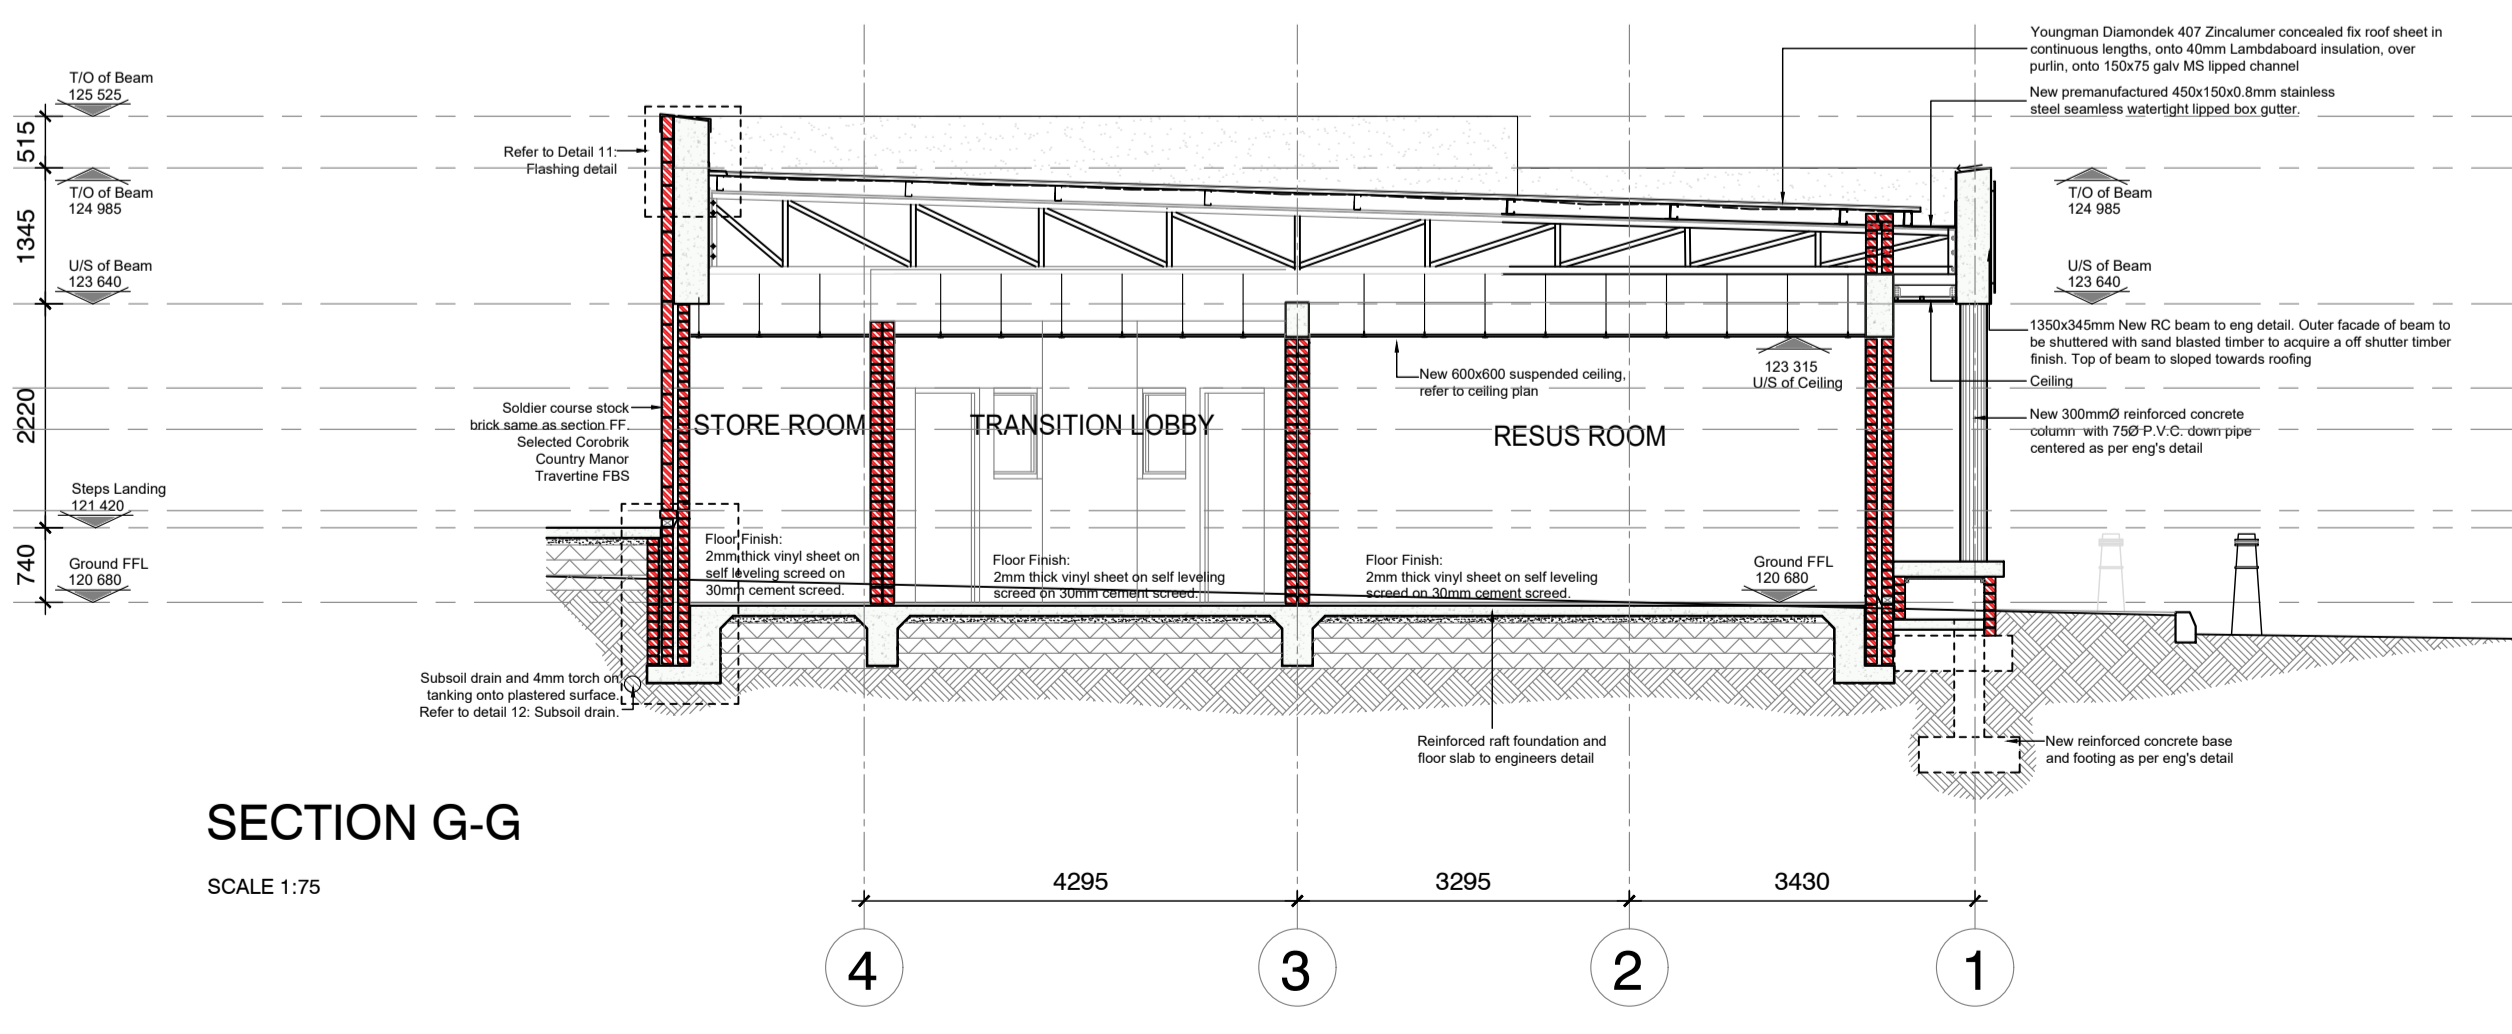 T/O of Beam
125 525
515
T/O of Beam
124 985
1345
U/S of Beam
123 640
2220
Steps Landing
121 420
740
Ground FFL
120 680
Refer to Detail 11:
Flashing detail
Soldier course stock
brick same as section FF.
Selected Corobrik
Country Manor
Travertine FBS
Subsoil drain and 4mm torch on
tanking onto plastered surface.
Refer to detail 12: Subsoil drain.
STORE ROOM
TRANSITION LOBBY
RESUS ROOM
Floor Finish:
2mm thick vinyl sheet on
self leveling screed on
30mm cement screed.
Floor Finish:
2mm thick vinyl sheet on self leveling
screed on 30mm cement screed.
Floor Finish:
2mm thick vinyl sheet on self leveling
screed on 30mm cement screed.
New 600x600 suspended ceiling,
refer to ceiling plan
123 315
U/S of Ceiling
Ground FFL
120 680
Reinforced raft foundation and
floor slab to engineers detail
Youngman Diamondek 407 Zincalumer concealed fix roof sheet in
continuous lengths, onto 40mm Lambdaboard insulation, over
purlin, onto 150x75 galv MS lipped channel
New premanufactured 450x150x0.8mm stainless
steel seamless watertight lipped box gutter.
T/O of Beam
124 985
U/S of Beam
123 640
1350x345mm New RC beam to eng detail. Outer facade of beam to
be shuttered with sand blasted timber to acquire a off shutter timber
finish. Top of beam to sloped towards roofing
Ceiling
New 300mmØ reinforced concrete
column with 75Ø P.V.C. down pipe
centered as per eng's detail
New reinforced concrete base
and footing as per eng's detail
SECTION G-G
SCALE 1:75
4295
3295
3430
4
3
2
1